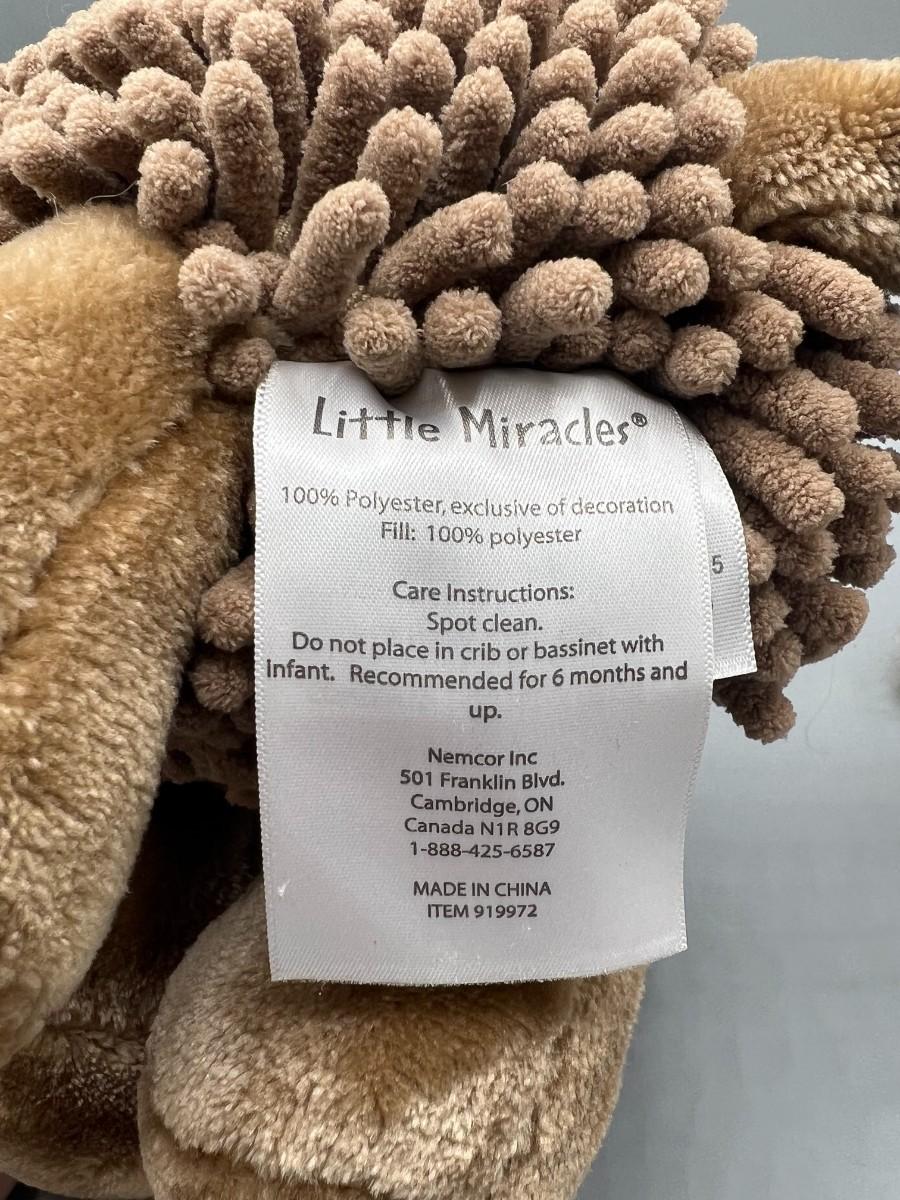 Little Miracles®
100% Polyester, exclusive of decoration
Fill: 100% polyester
Care Instructions:
Spot clean.
Do not place in crib or bassinet with
Infant. Recommended for 6 months and
up.
Nemcor Inc
501 Franklin Blvd.
Cambridge, ON
Canada N1R 8G9
1-888-425-6587
MADE IN CHINA
ITEM 919972
5